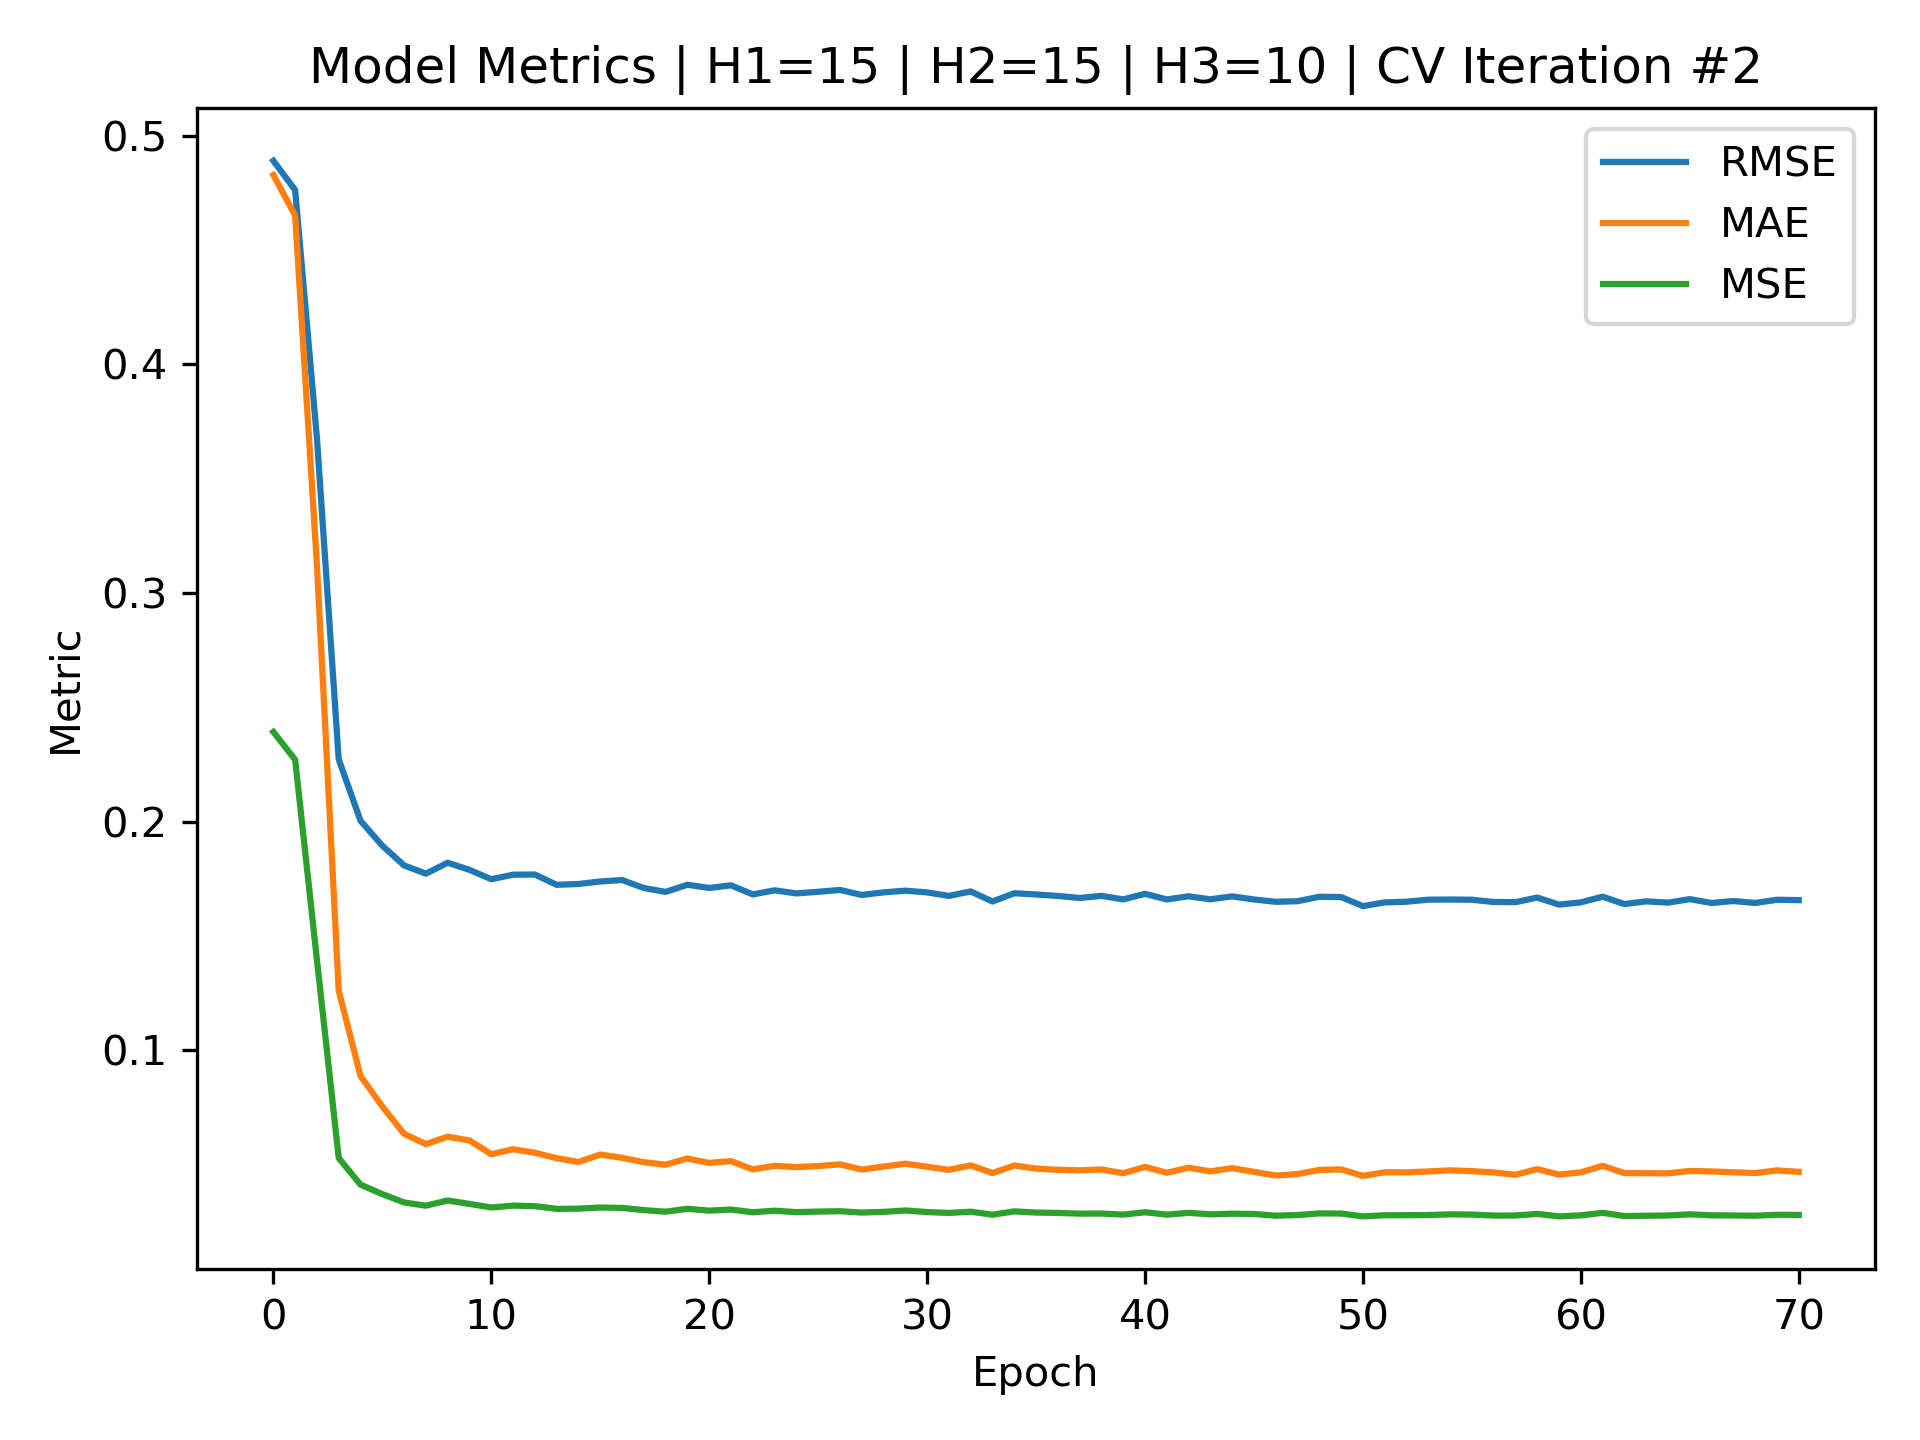 Model Metrics | H1=15 | H2=15 | H3=10 | CV Iteration #2
RMSE
MAE
MSE
Metric
0.5
0.4
0.3
0.2
0.1
0 10 20 30 40 50 60 70
Epoch